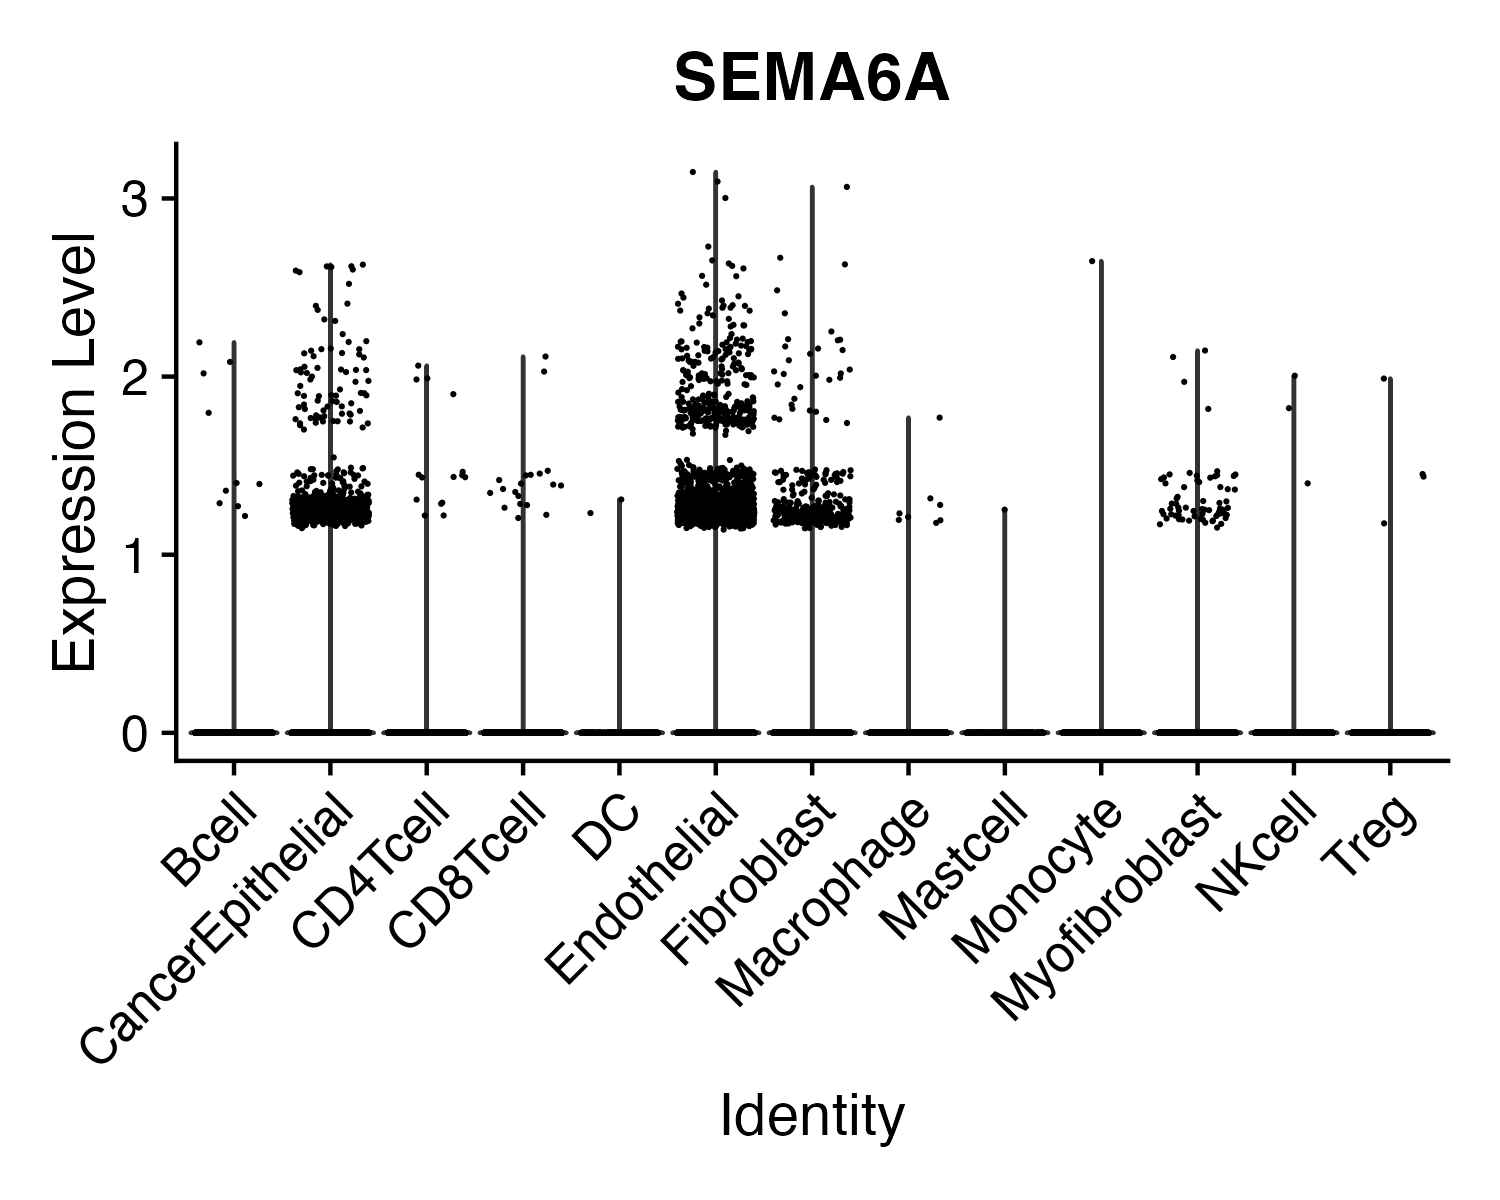 SEMA6A
Expression Level
3
2
1
0
Bcell
CancerEpithelial
CD4Tcell
CD8Tcell
DC
Endothelial
Fibroblast
Macrophage
Mastcell
Monocyte
Myofibroblast
NKcell
Treg
Identity